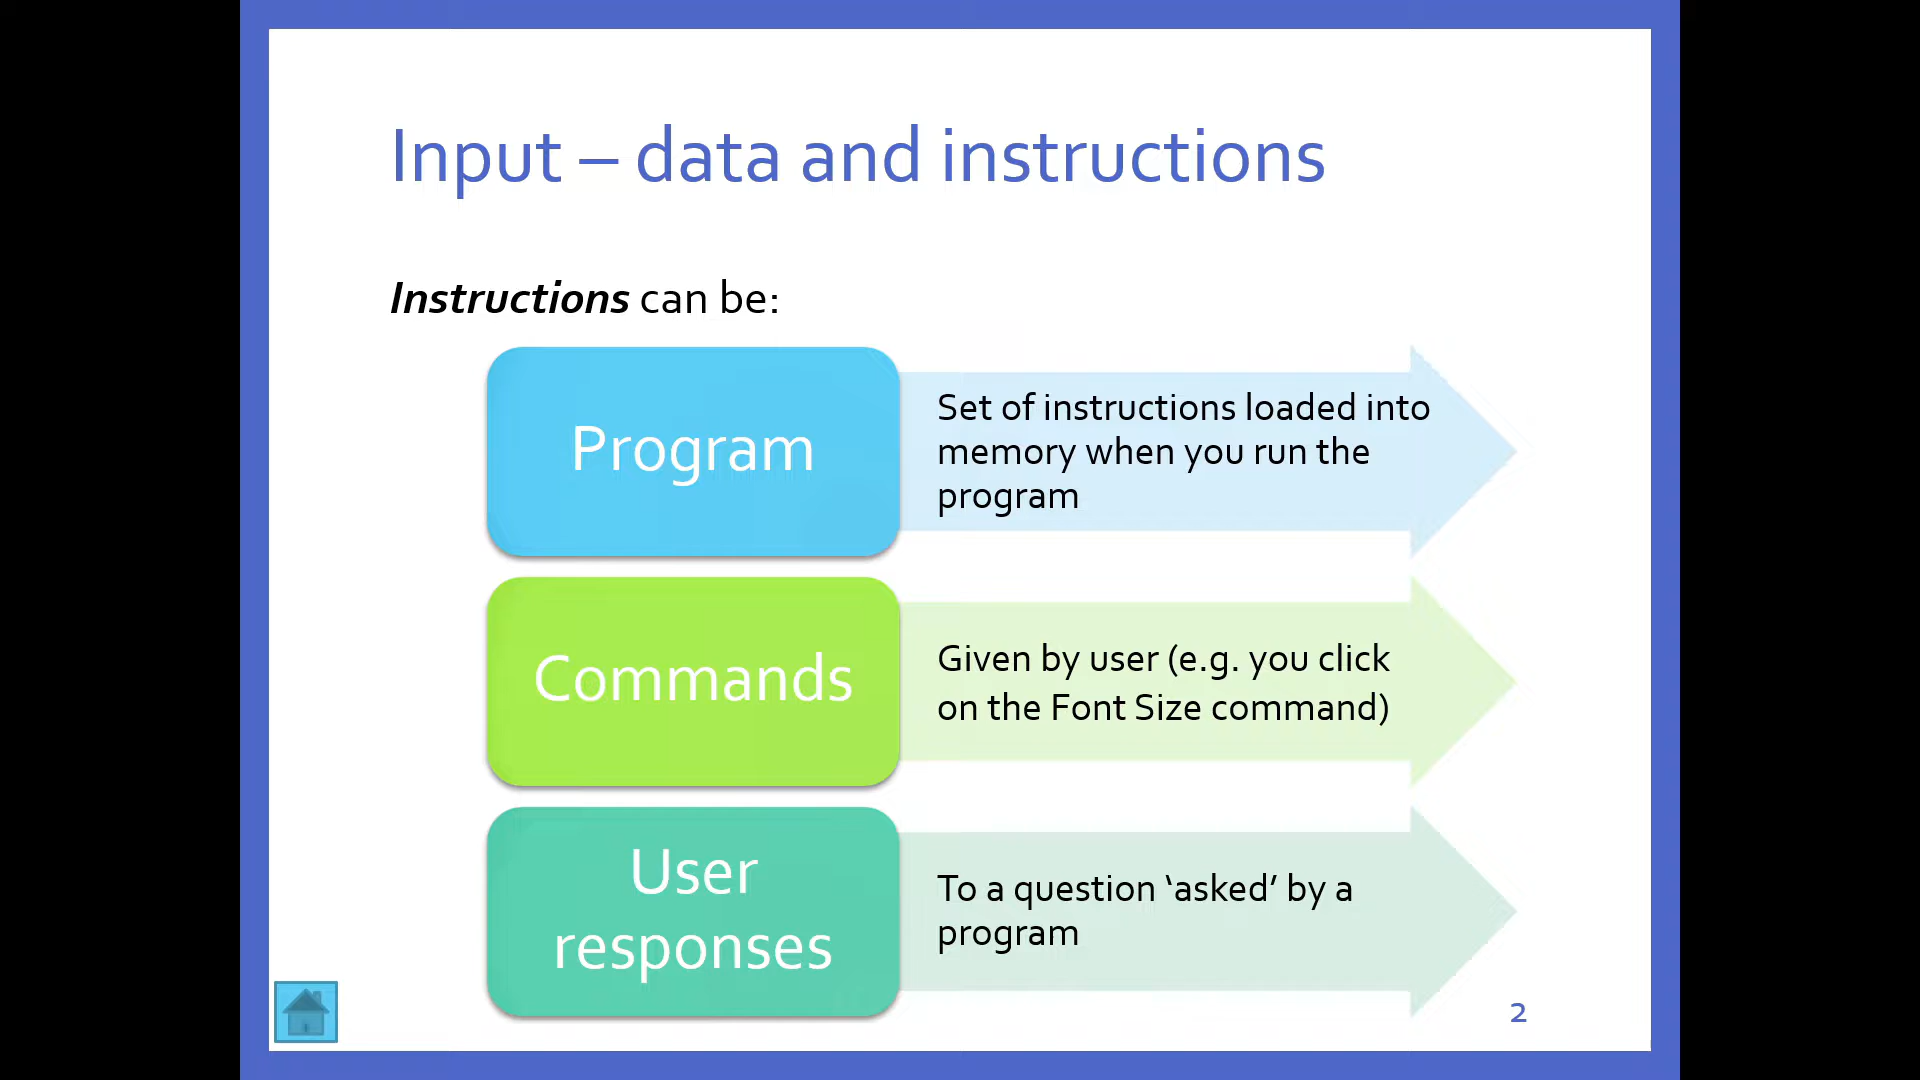 Input – data and instructions
Instructions can be:
Program
Set of instructions loaded into
memory when you run the
program
Commands
Given by user (e.g. you click
on the Font Size command)
User
responses
To a question ‘asked’ by a
program
2